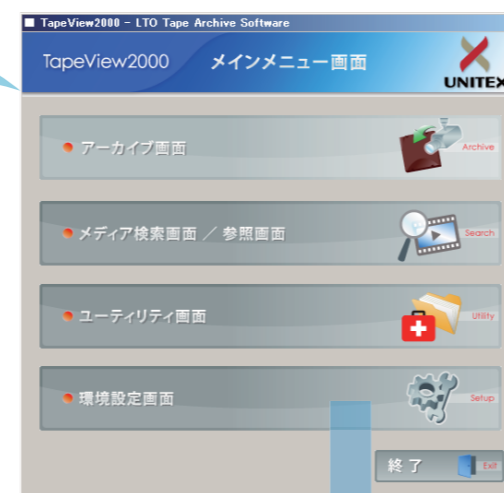 TapeView2000 - LTO Tape Archive Software
TapeView2000 メインメニュー画面
UNITEX
アーカイブ画面 Archive
メディア検索画面 / 参照画面 Search
ユーティリティ画面 Utility
環境設定画面 Setup
終了 Exit